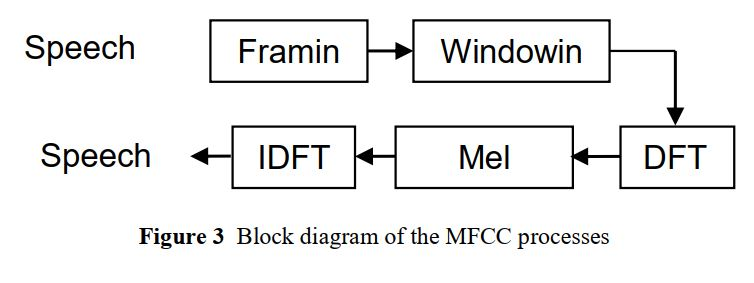 Speech Framin Windowin
Speech IDFT Mel DFT
Figure 3 Block diagram of the MFCC processes